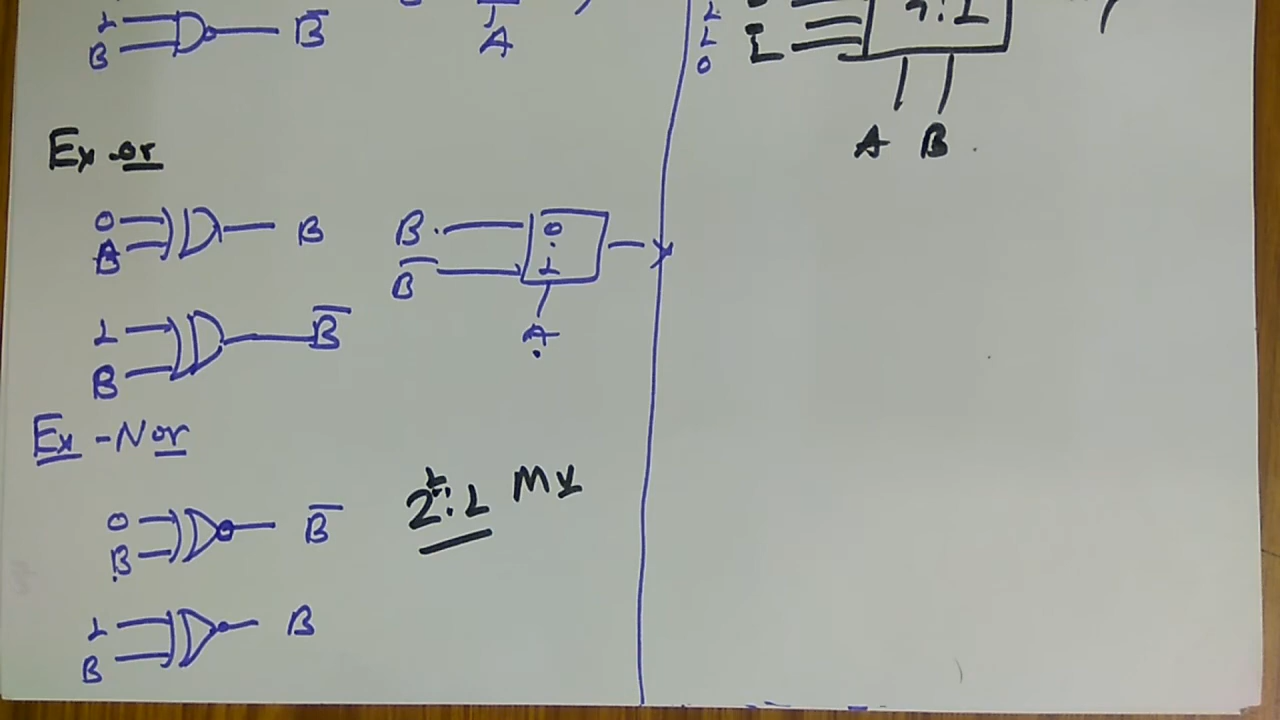 1 B̅
B
A
Ex-or
0 B
B
1 B̅
B
B 0
B̅ 1
A
Ex-Nor
0 B̅
B
1 B
B
2:1 Mux
1
1
0
4:1
A B